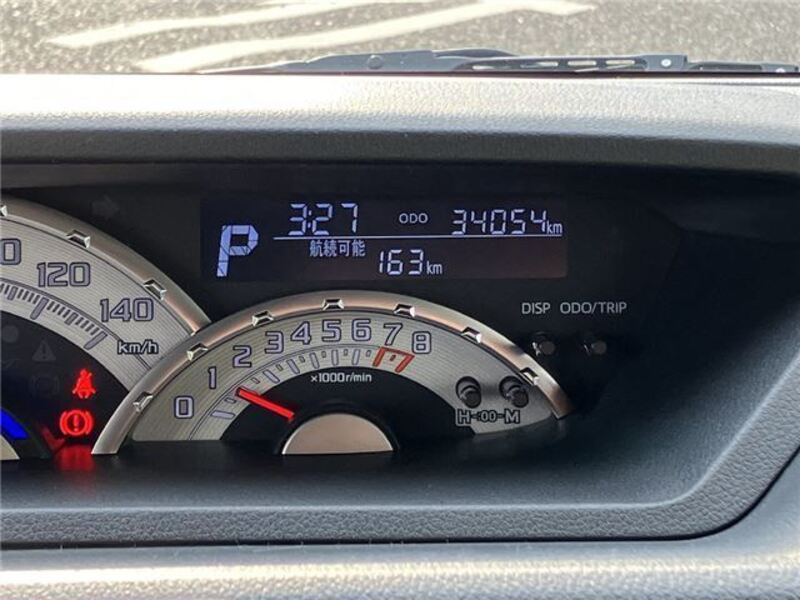 3:27 ODO 34054km
P 航続可能 163km
DISP ODO/TRIP
120 140
km/h
0 1 2 3 4 5 6 7 8
×1000r/min
H :00 M